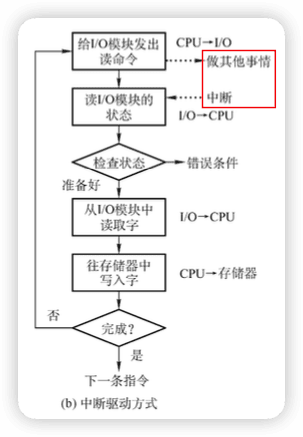 给I/O模块发出
读命令
CPU→I/O
做其他事情
读I/O模块的
状态
中断
I/O→CPU
检查状态
错误条件
准备好
从I/O模块中
读取字
I/O→CPU
往存储器中
写入字
CPU→存储器
否
完成?
是
下一条指令
(b) 中断驱动方式